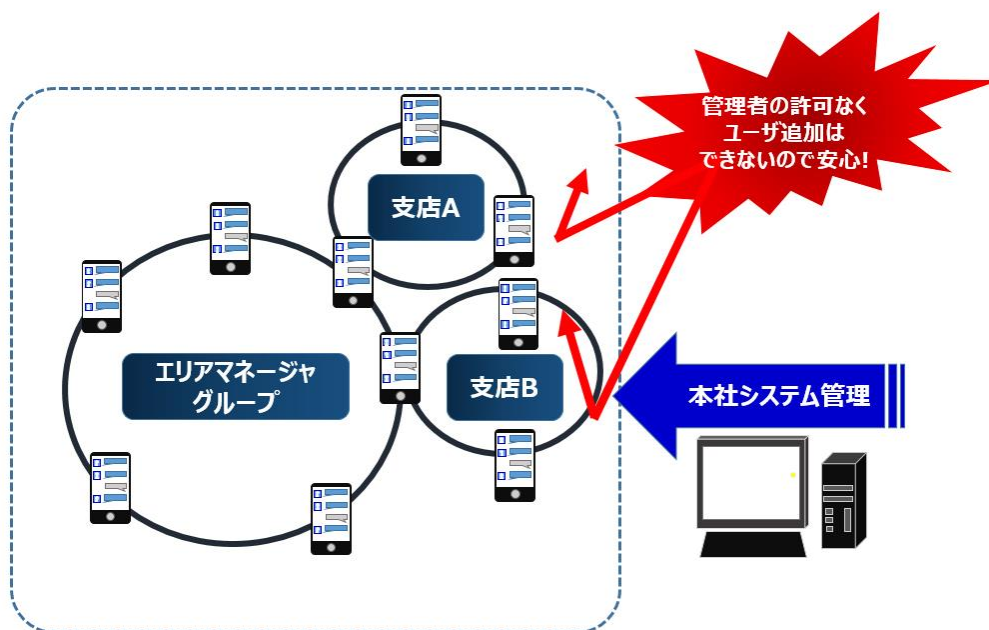 管理者の許可なく
ユーザ追加は
できないので安心!
支店A
エリアマネージャ
グループ
支店B
本社システム管理